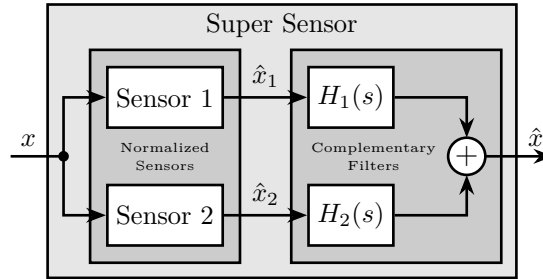 Super Sensor
x
Sensor 1
x̂₁
H₁(s)
Normalized
Sensors
Complementary
Filters
+
x̂
Sensor 2
x̂₂
H₂(s)